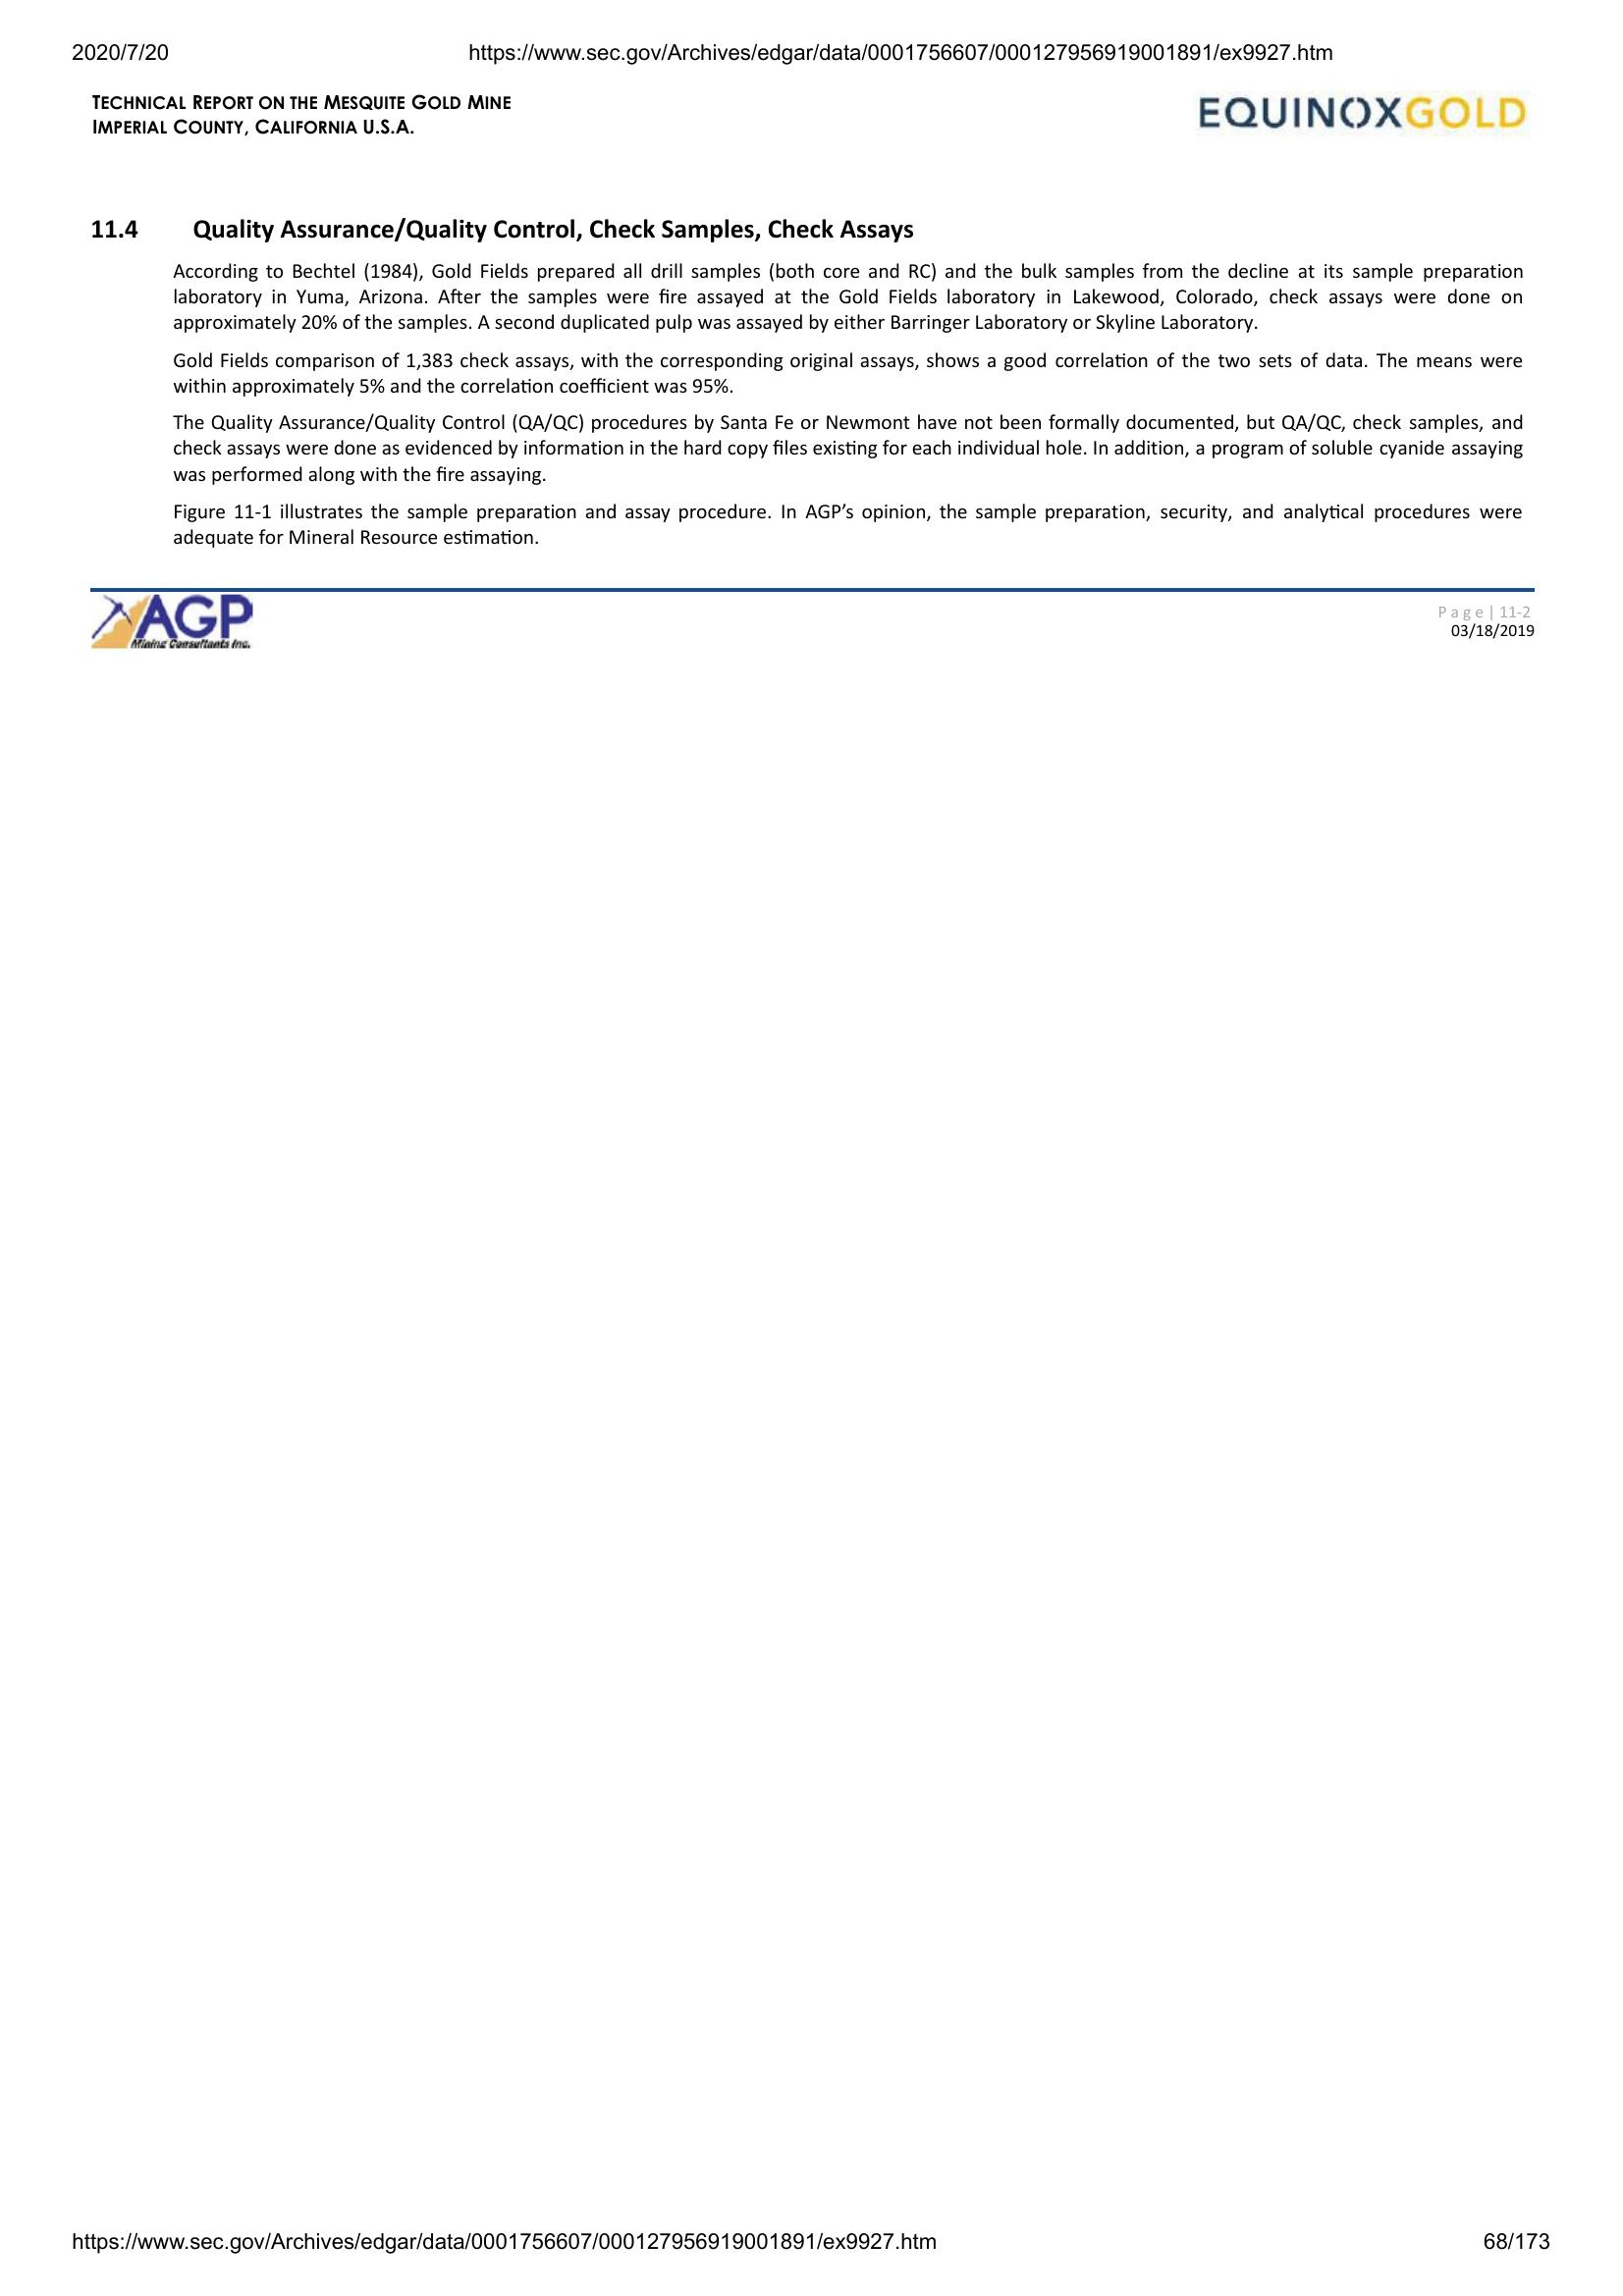 2020/7/20 https://www.sec.gov/Archives/edgar/data/0001756607/000127956919001891/ex9927.htm
TECHNICAL REPORT ON THE MESQUITE GOLD MINE
IMPERIAL COUNTY, CALIFORNIA U.S.A.
EQUINOXGOLD
11.4 Quality Assurance/Quality Control, Check Samples, Check Assays
According to Bechtel (1984), Gold Fields prepared all drill samples (both core and RC) and the bulk samples from the decline at its sample preparation
laboratory in Yuma, Arizona. After the samples were fire assayed at the Gold Fields laboratory in Lakewood, Colorado, check assays were done on
approximately 20% of the samples. A second duplicated pulp was assayed by either Barringer Laboratory or Skyline Laboratory.
Gold Fields comparison of 1,383 check assays, with the corresponding original assays, shows a good correlation of the two sets of data. The means were
within approximately 5% and the correlation coefficient was 95%.
The Quality Assurance/Quality Control (QA/QC) procedures by Santa Fe or Newmont have not been formally documented, but QA/QC, check samples, and
check assays were done as evidenced by information in the hard copy files existing for each individual hole. In addition, a program of soluble cyanide assaying
was performed along with the fire assaying.
Figure 11-1 illustrates the sample preparation and assay procedure. In AGP’s opinion, the sample preparation, security, and analytical procedures were
adequate for Mineral Resource estimation.
AGP
Mining Consultants Inc.
Page | 11-2
03/18/2019
https://www.sec.gov/Archives/edgar/data/0001756607/000127956919001891/ex9927.htm 68/173